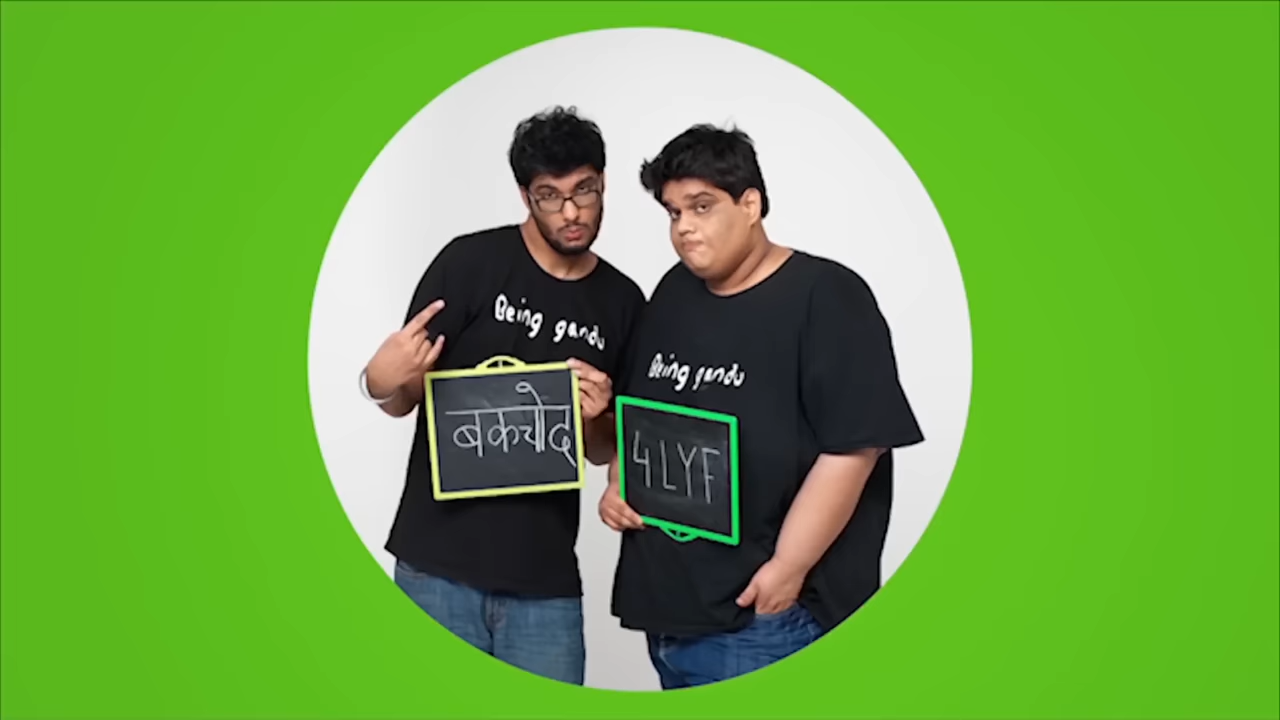 Being gandu
Being gandu
बकचोद
4LYF